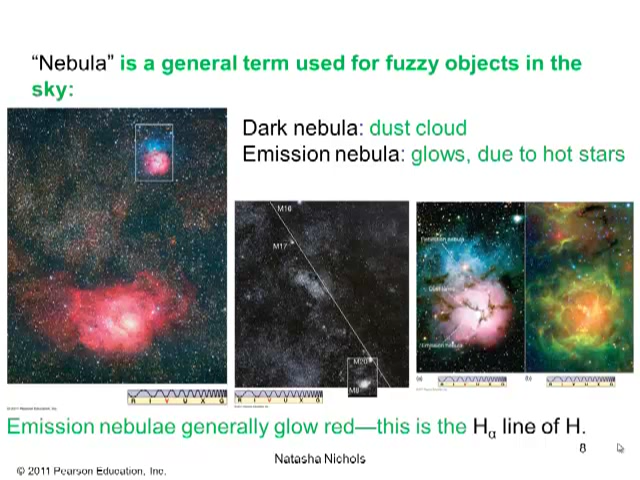 “Nebula” is a general term used for fuzzy objects in the
sky:
Dark nebula: dust cloud
Emission nebula: glows, due to hot stars
M16
M17
M20
M8
R I V U X G
R I V U X G
(a)
R I V U X G
(b)
R I V U X G
Emission nebulae generally glow red—this is the Hα line of H.
8
Natasha Nichols
© 2011 Pearson Education, Inc.